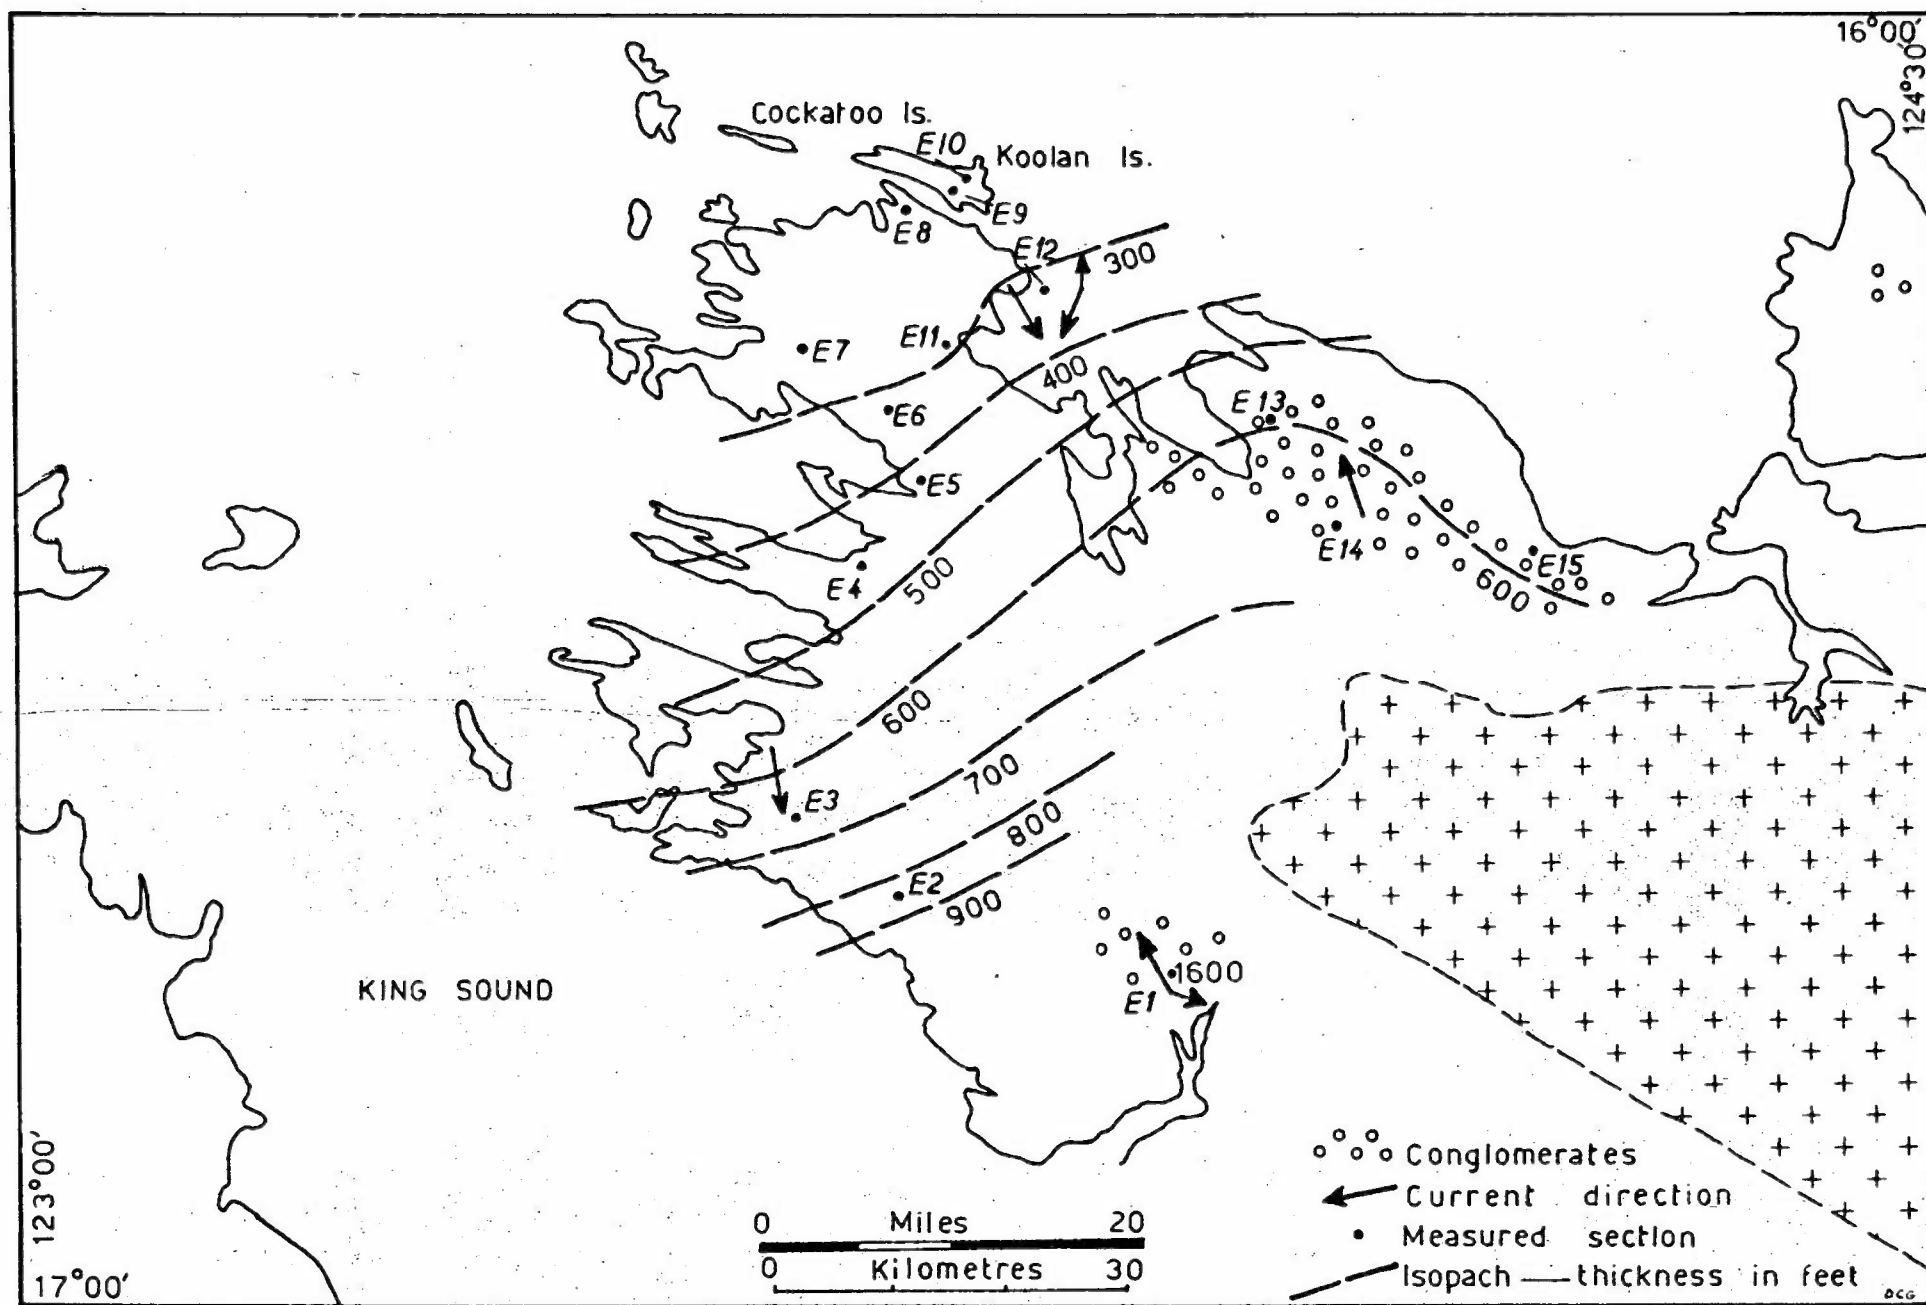 16°00'
124°30'
Cockatoo Is.
E10
Koolan Is.
E9
E8
E12
300
E11
E7
400
E6
E13
E5
E14
E15
600
E4
500
600
700
E3
800
E2
900
1600
E1
KING SOUND
123°00'
17°00'
0 Miles 20
0 Kilometres 30
Conglomerates
Current direction
Measured section
Isopach — thickness in feet
DCG